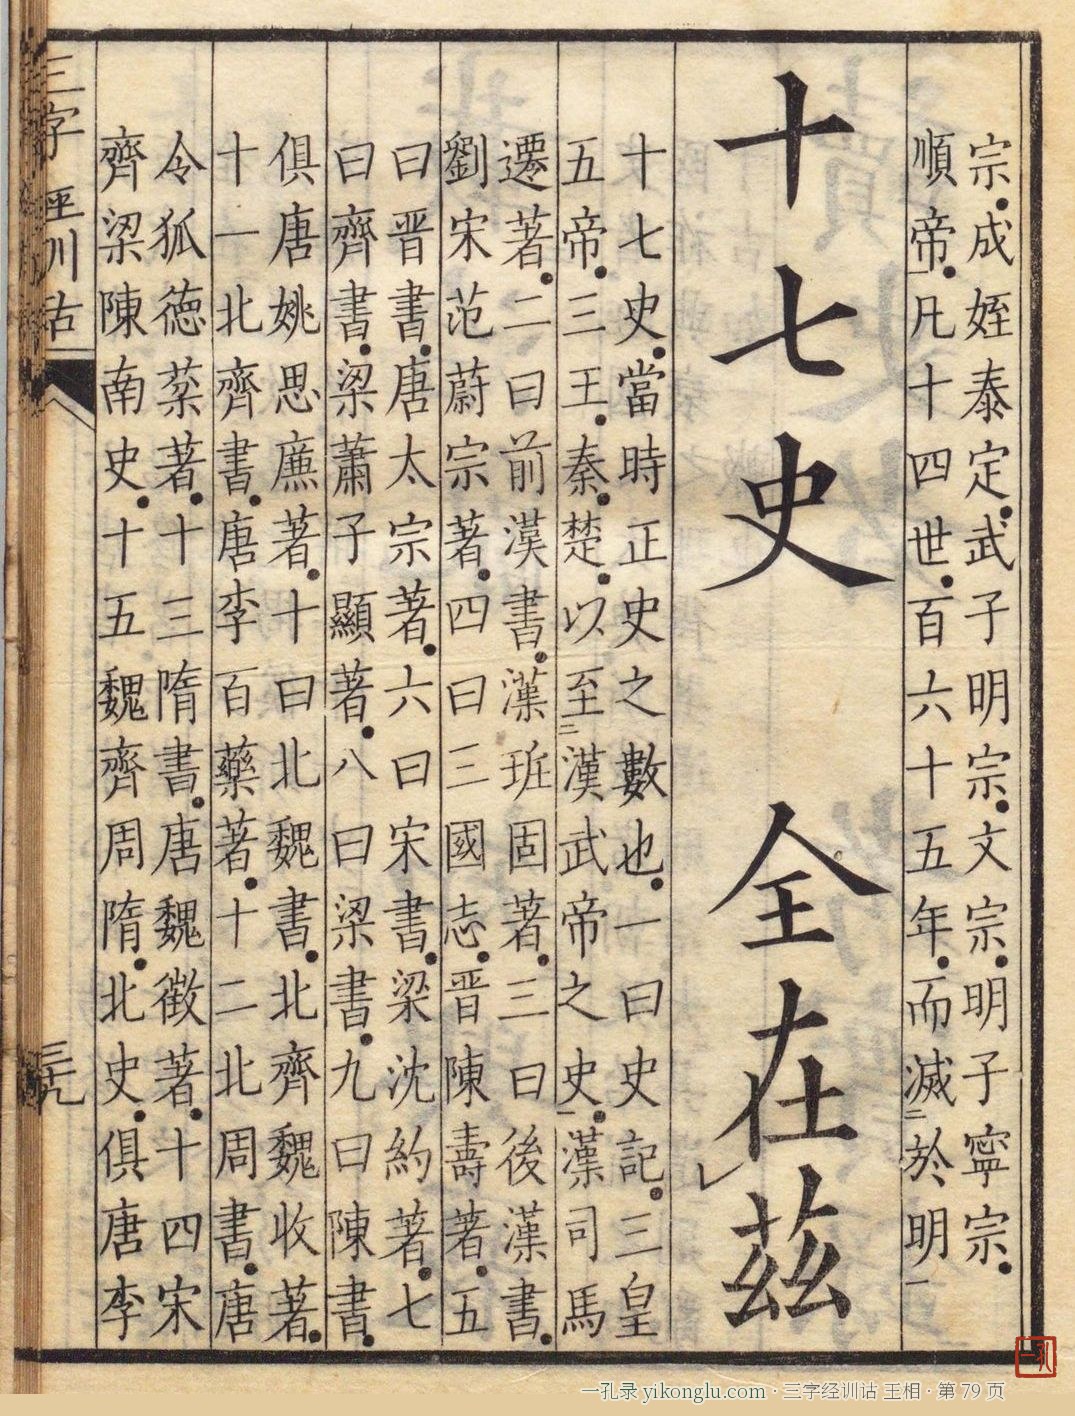 宗。成姪泰定。武子明宗。文宗。明子寧宗。
順帝。凡十四世。百六十五年。而滅於明
十七史 全在茲
十七史。當時正史之數也。一曰史記。三皇
五帝。三王。秦。楚。以至漢武帝之史。漢司馬
遷著。二曰前漢書。漢班固著。三曰後漢書。
劉宋范蔚宗著。四曰三國志。晋陳壽著。五
曰晋書。唐太宗著。六曰宋書。梁沈約著。七
曰齊書。梁蕭子顯著。八曰梁書。九曰陳書。
俱唐姚思廉著。十曰北魏書。北齊魏收著。
十一北齊書。唐李百藥著。十二北周書。唐
令狐德棻著。十三隋書。唐魏徵著。十四宋
齊梁陳南史。十五魏齊周隋。北史。俱唐李
三字經訓詁
三九
一孔
一孔录 yikonglu.com · 三字经训诂 王相 · 第 79 页